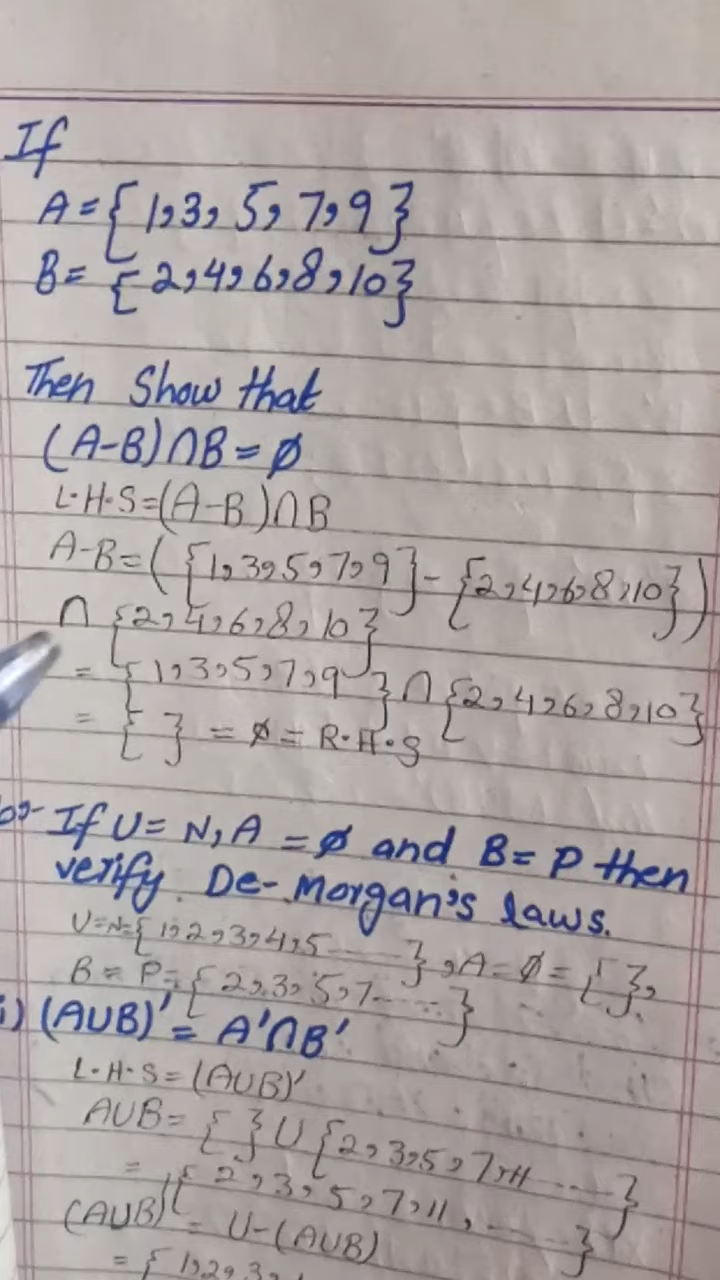 If
A = {1, 3, 5, 7, 9}
B = {2, 4, 6, 8, 10}
Then Show that
(A-B)∩B = ∅
L.H.S = (A-B)∩B
A-B = ({1, 3, 5, 7, 9} - {2, 4, 6, 8, 10})
∩ {2, 4, 6, 8, 10}
= {1, 3, 5, 7, 9} ∩ {2, 4, 6, 8, 10}
= { } = ∅ = R.H.S
If U = N, A = ∅ and B = P then
verify De-Morgan's laws.
U = N = {1, 2, 3, 4, 5 ......}, A = ∅ = { },
B = P = {2, 3, 5, 7 ......}
i) (A∪B)' = A'∩B'
L.H.S = (A∪B)'
A∪B = { } ∪ {2, 3, 5, 7, 11 ......}
= {2, 3, 5, 7, 11, ......}
(A∪B)' = U-(A∪B)
= {1, 2, 3,